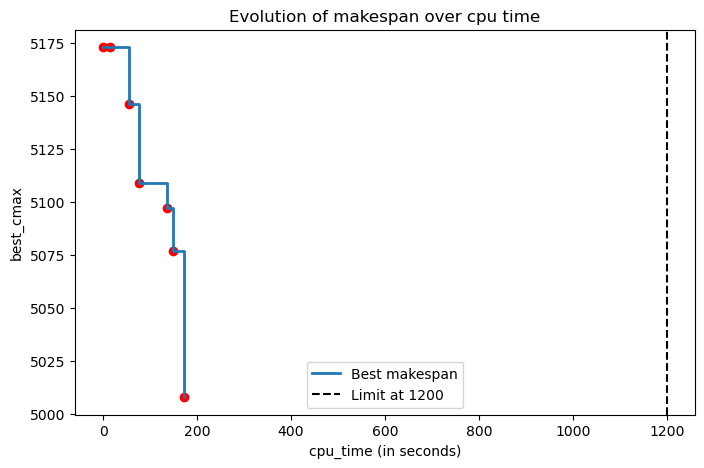 Evolution of makespan over cpu time
best_cmax
5175
5150
5125
5100
5075
5050
5025
5000
Best makespan
Limit at 1200
0 200 400 600 800 1000 1200
cpu_time (in seconds)